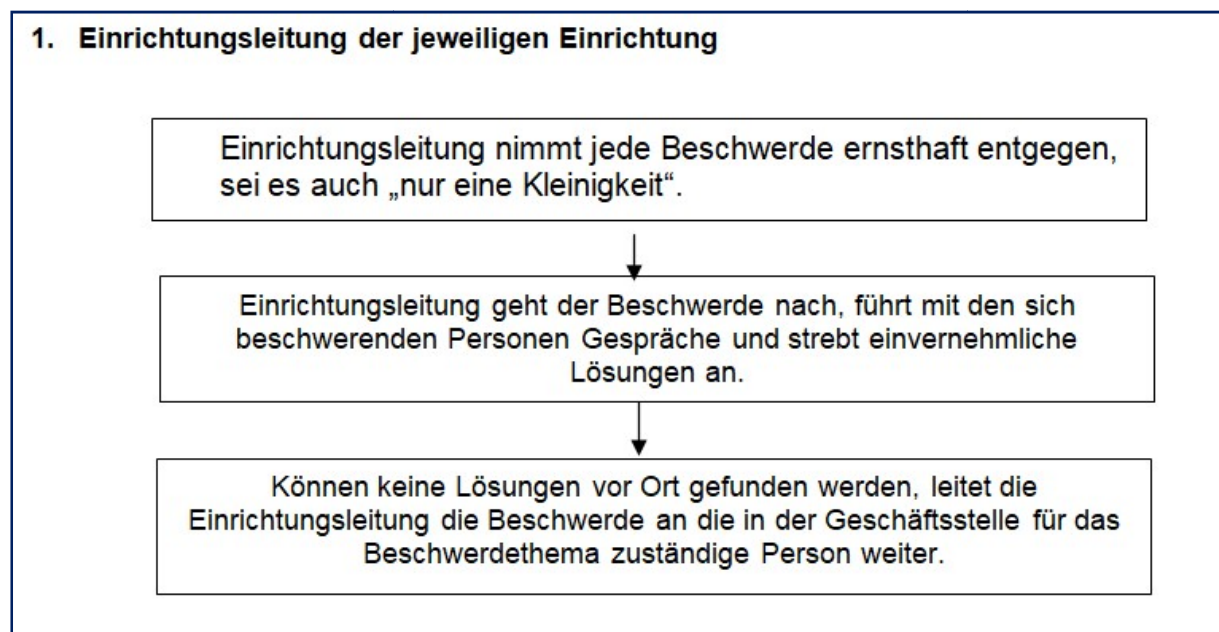 1. Einrichtungsleitung der jeweiligen Einrichtung
Einrichtungsleitung nimmt jede Beschwerde ernsthaft entgegen,
sei es auch „nur eine Kleinigkeit“.
Einrichtungsleitung geht der Beschwerde nach, führt mit den sich
beschwerenden Personen Gespräche und strebt einvernehmliche
Lösungen an.
Können keine Lösungen vor Ort gefunden werden, leitet die
Einrichtungsleitung die Beschwerde an die in der Geschäftsstelle für das
Beschwerdethema zuständige Person weiter.